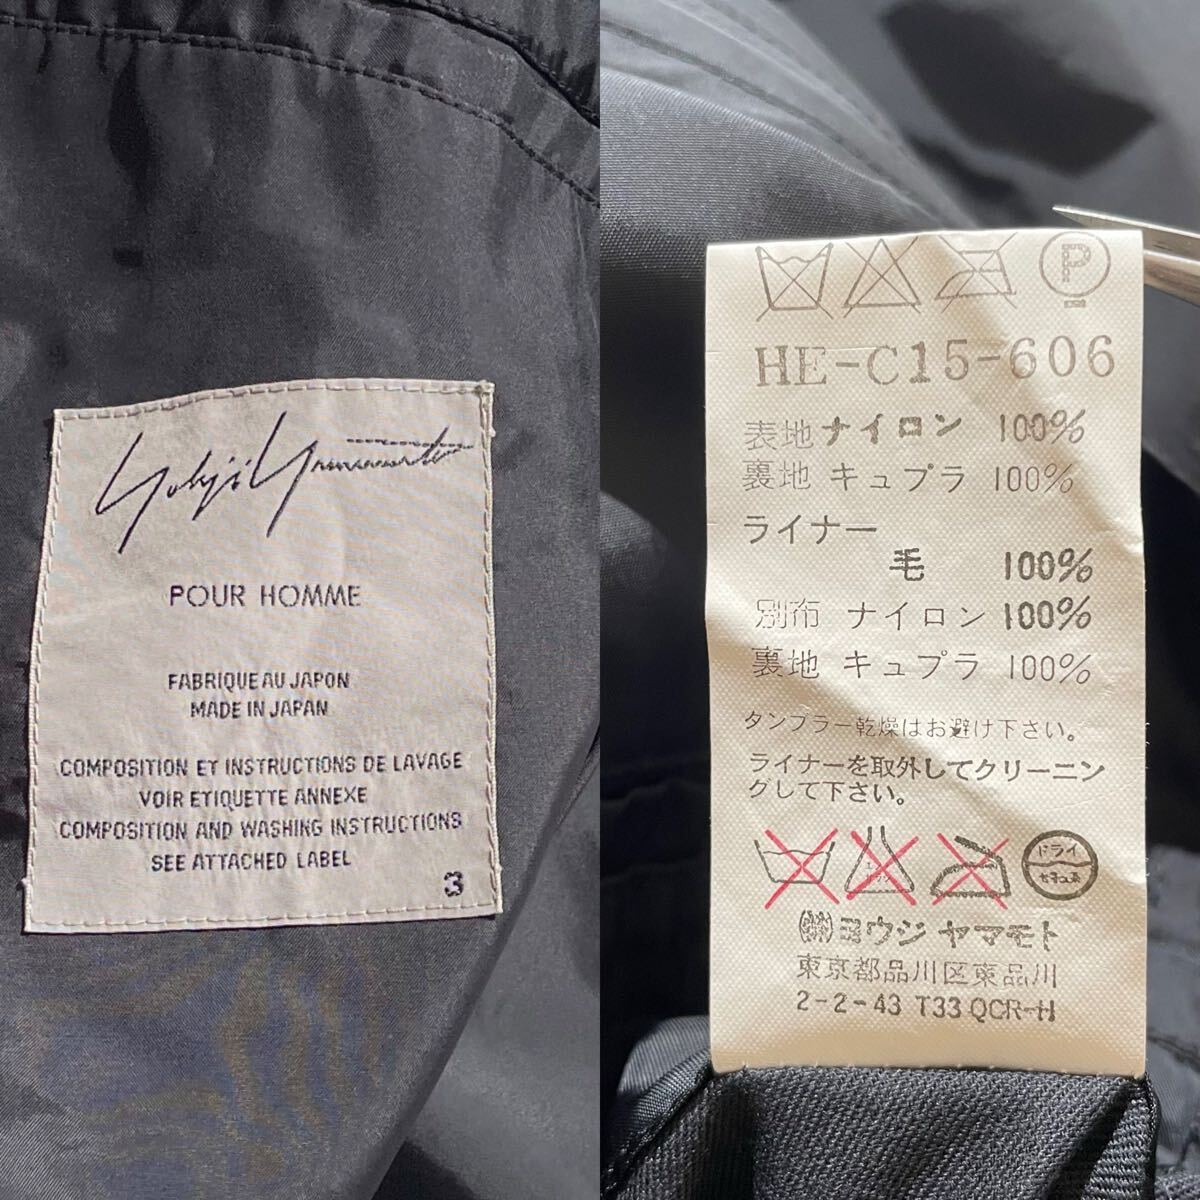 Yohji Yamamoto
POUR HOMME
FABRIQUE AU JAPON
MADE IN JAPAN
COMPOSITION ET INSTRUCTIONS DE LAVAGE
VOIR ETIQUETTE ANNEXE
COMPOSITION AND WASHING INSTRUCTIONS
SEE ATTACHED LABEL
3
P
HE-C15-606
表地 ナイロン 100%
裏地 キュプラ 100%
ライナー
毛 100%
別布 ナイロン 100%
裏地 キュプラ 100%
タンブラー乾燥はお避け下さい。
ライナーを取外してクリーニン
グして下さい。
ドライ
セキユ系
㈱ヨウジ ヤマモト
東京都品川区東品川
2-2-43 T33 QCR-H